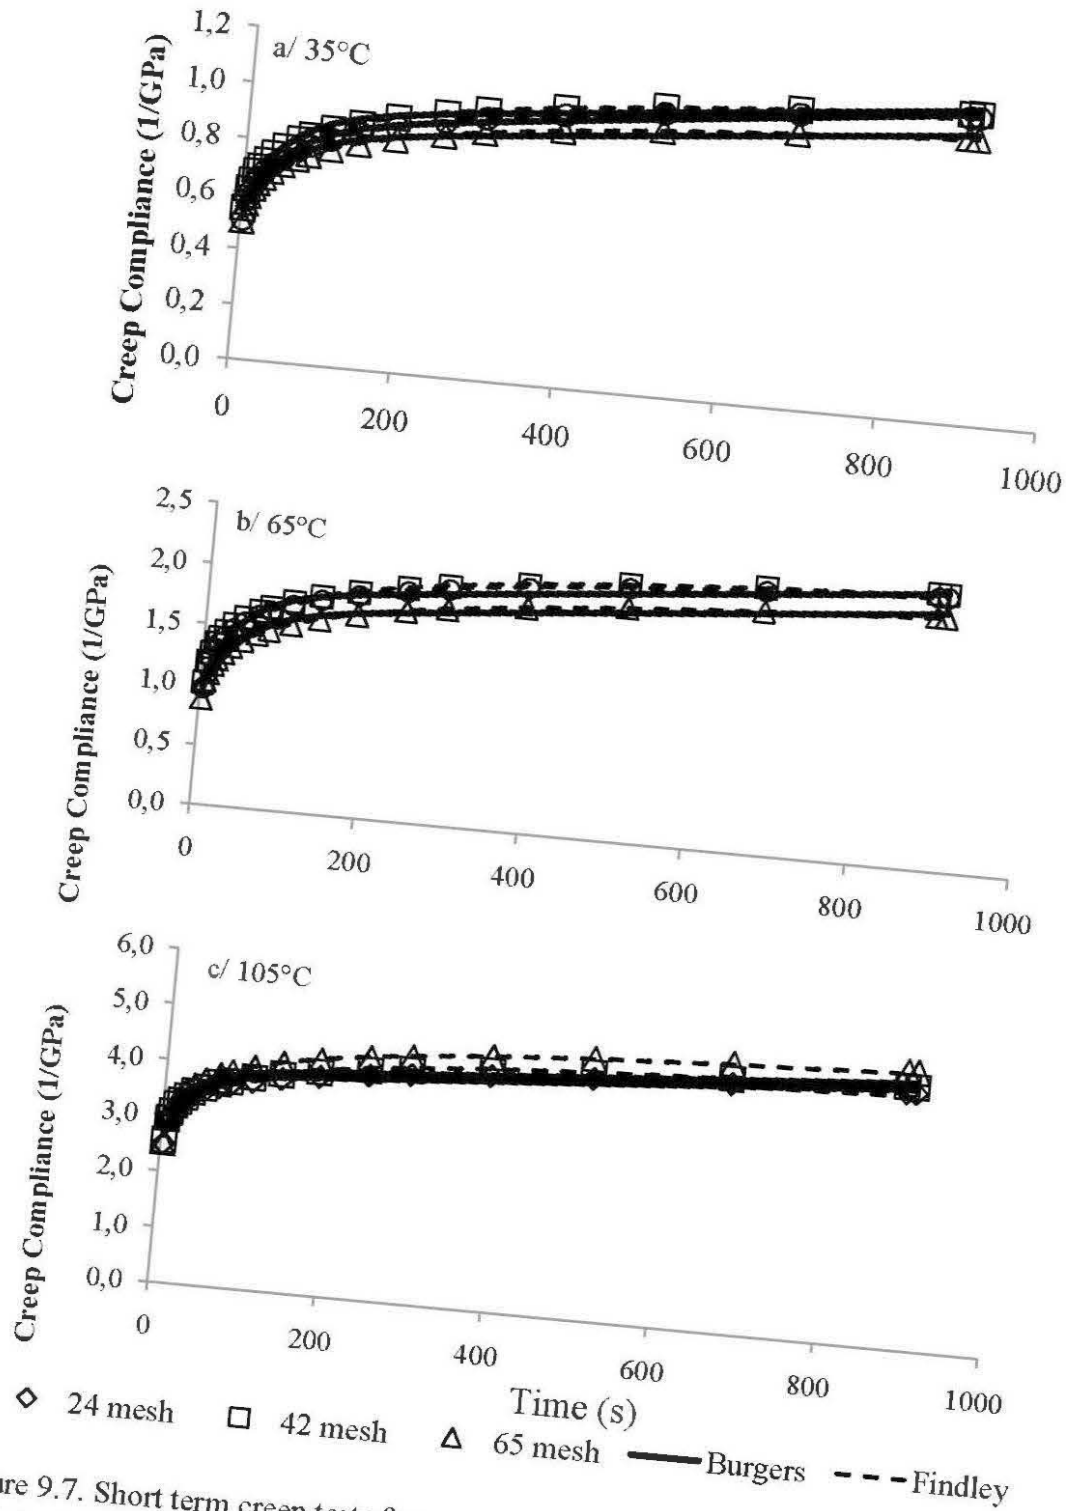 1,2
a/ 35°C
1,0
0,8
0,6
0,4
0,2
0,0
Creep Compliance (1/GPa)
0 200 400 600 800 1000
2,5
b/ 65°C
2,0
1,5
1,0
0,5
0,0
Creep Compliance (1/GPa)
0 200 400 600 800 1000
6,0
c/ 105°C
5,0
4,0
3,0
2,0
1,0
0,0
Creep Compliance (1/GPa)
0 200 400 600 800 1000
Time (s)
24 mesh 42 mesh 65 mesh Burgers Findley
9.7. Short term creep tests